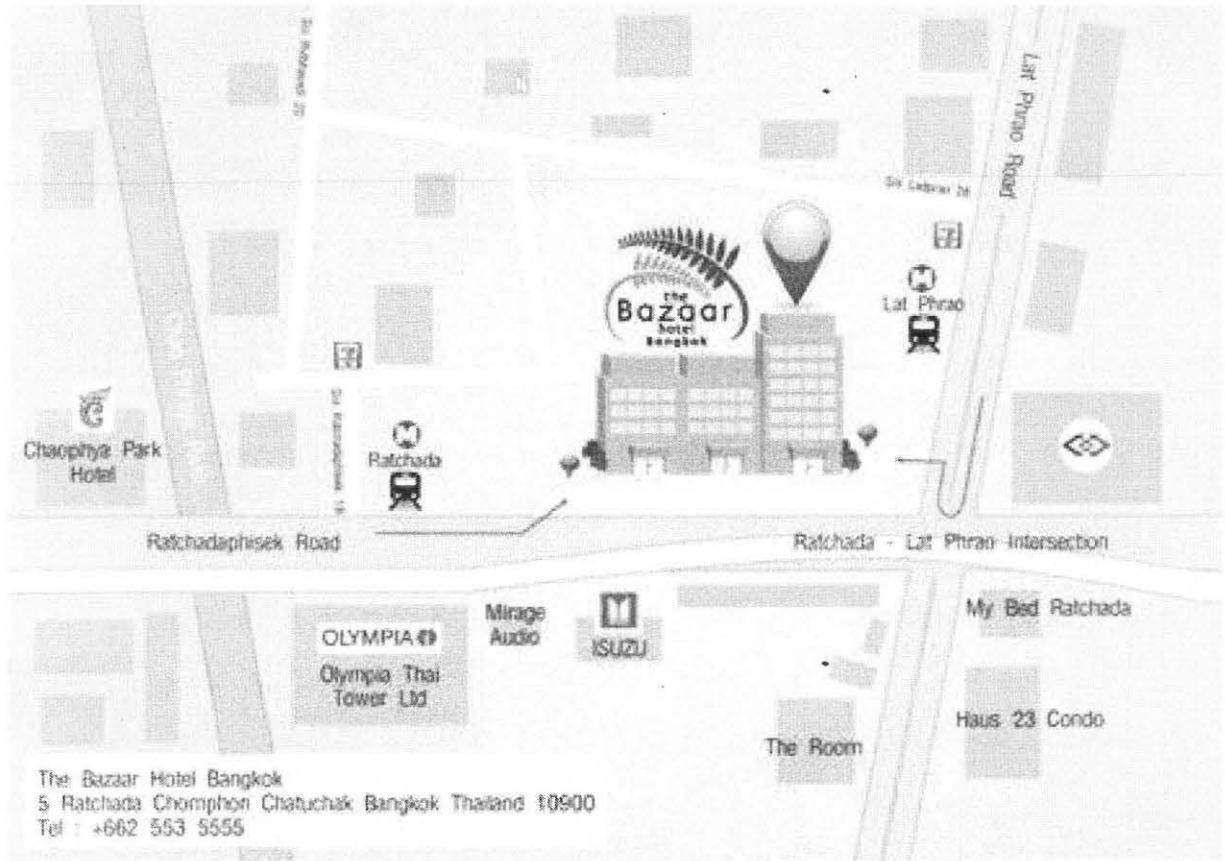 Lat Phrao Road
the
Bazaar
hotel
Bangkok
Lat Phrao
Chaophya Park
Hotel
Ratchada
Ratchadaphisek Road
Ratchada - Lat Phrao Intersection
OLYMPIA
Olympia Thai
Tower Ltd
Mirage
Audio
ISUZU
My Bed Ratchada
Haus 23 Condo
The Room
The Bazaar Hotel Bangkok
5 Ratchada Chomphon Chatuchak Bangkok Thailand 10900
Tel : +662 553 5555